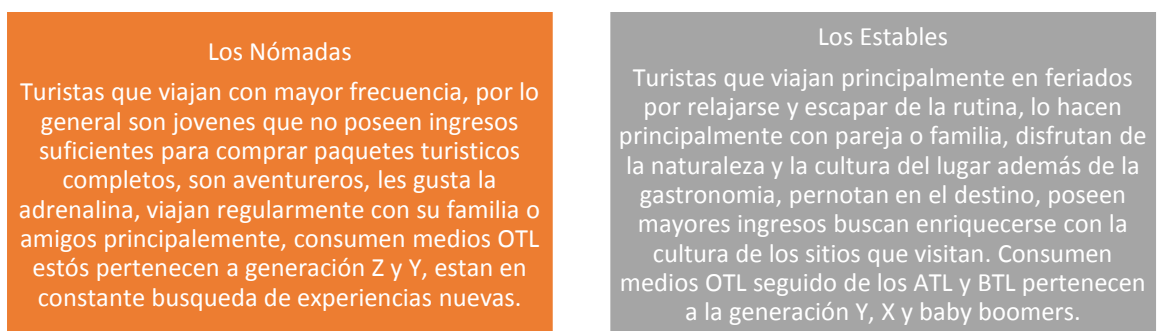 Los Nómadas
Turistas que viajan con mayor frecuencia, por lo
general son jovenes que no poseen ingresos
suficientes para comprar paquetes turisticos
completos, son aventureros, les gusta la
adrenalina, viajan regularmente con su familia o
amigos principalemente, consumen medios OTL
estós pertenecen a generación Z y Y, estan en
constante busqueda de experiencias nuevas.
Los Estables
Turistas que viajan principalmente en feriados
por relajarse y escapar de la rutina, lo hacen
principalmente con pareja o familia, disfrutan de
la naturaleza y la cultura del lugar además de la
gastronomia, pernotan en el destino, poseen
mayores ingresos buscan enriquecerse con la
cultura de los sitios que visitan. Consumen
medios OTL seguido de los ATL y BTL pertenecen
a la generación Y, X y baby boomers.